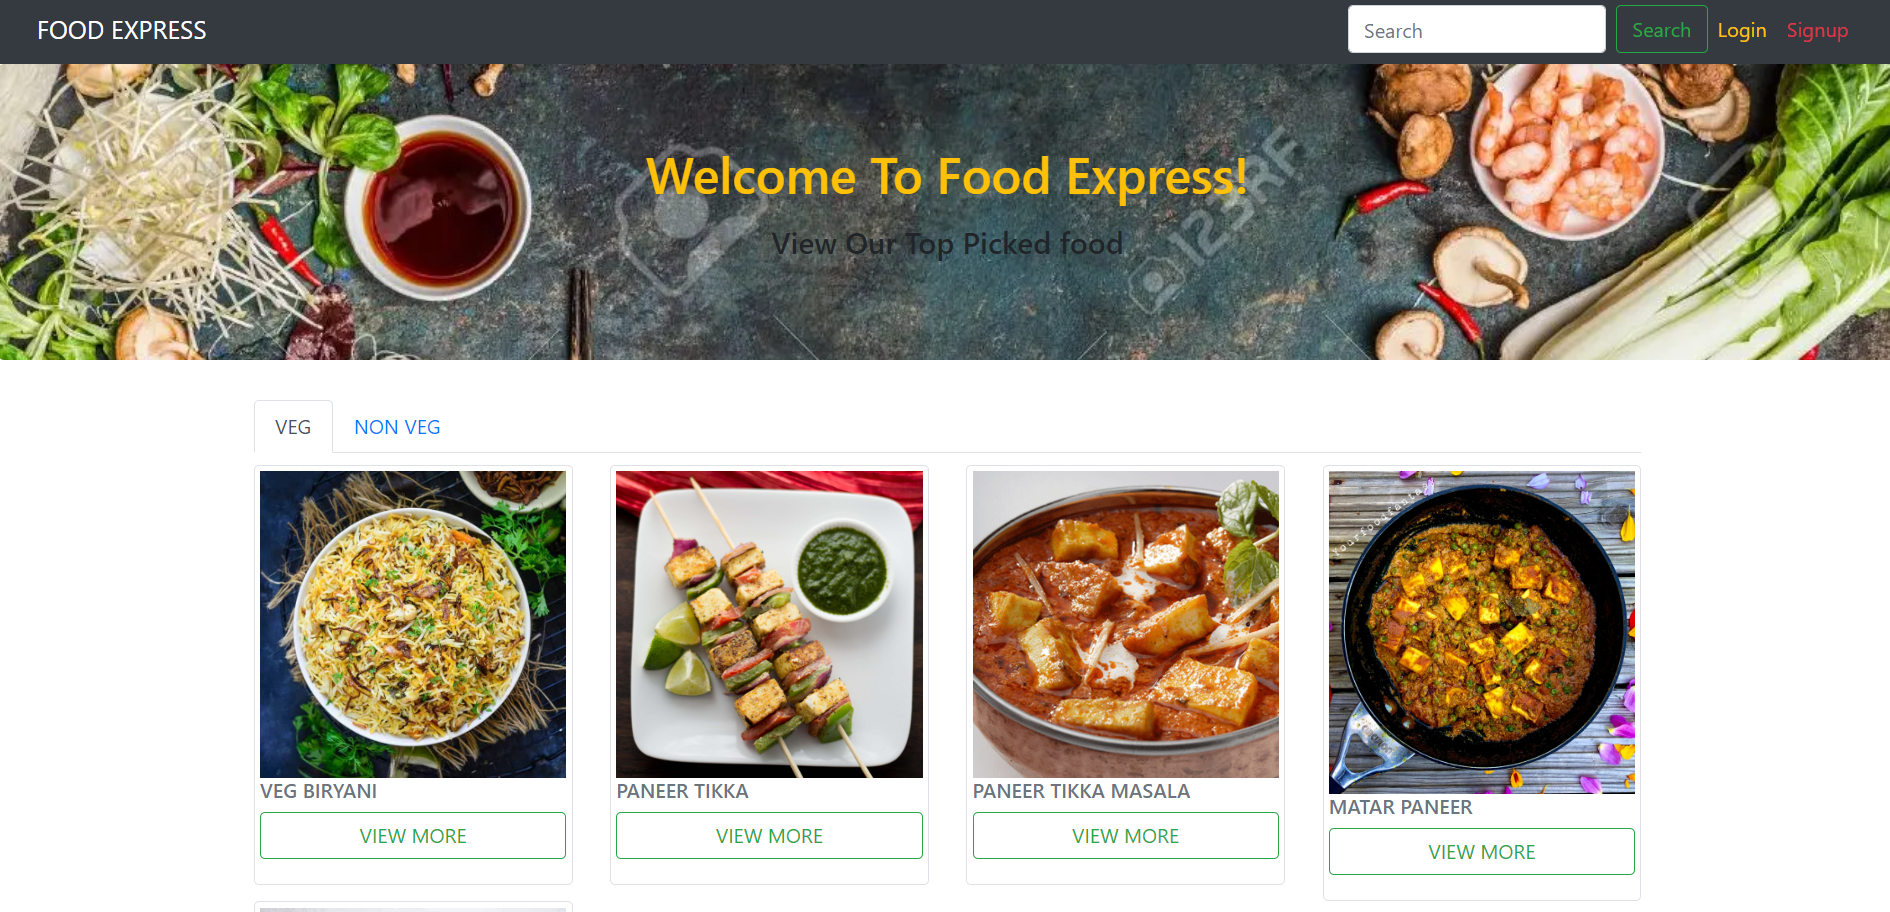 FOOD EXPRESS
Search
Search
Login
Signup
Welcome To Food Express!
View Our Top Picked food
123RF
VEG
NON VEG
VEG BIRYANI
VIEW MORE
PANEER TIKKA
VIEW MORE
PANEER TIKKA MASALA
VIEW MORE
MATAR PANEER
VIEW MORE